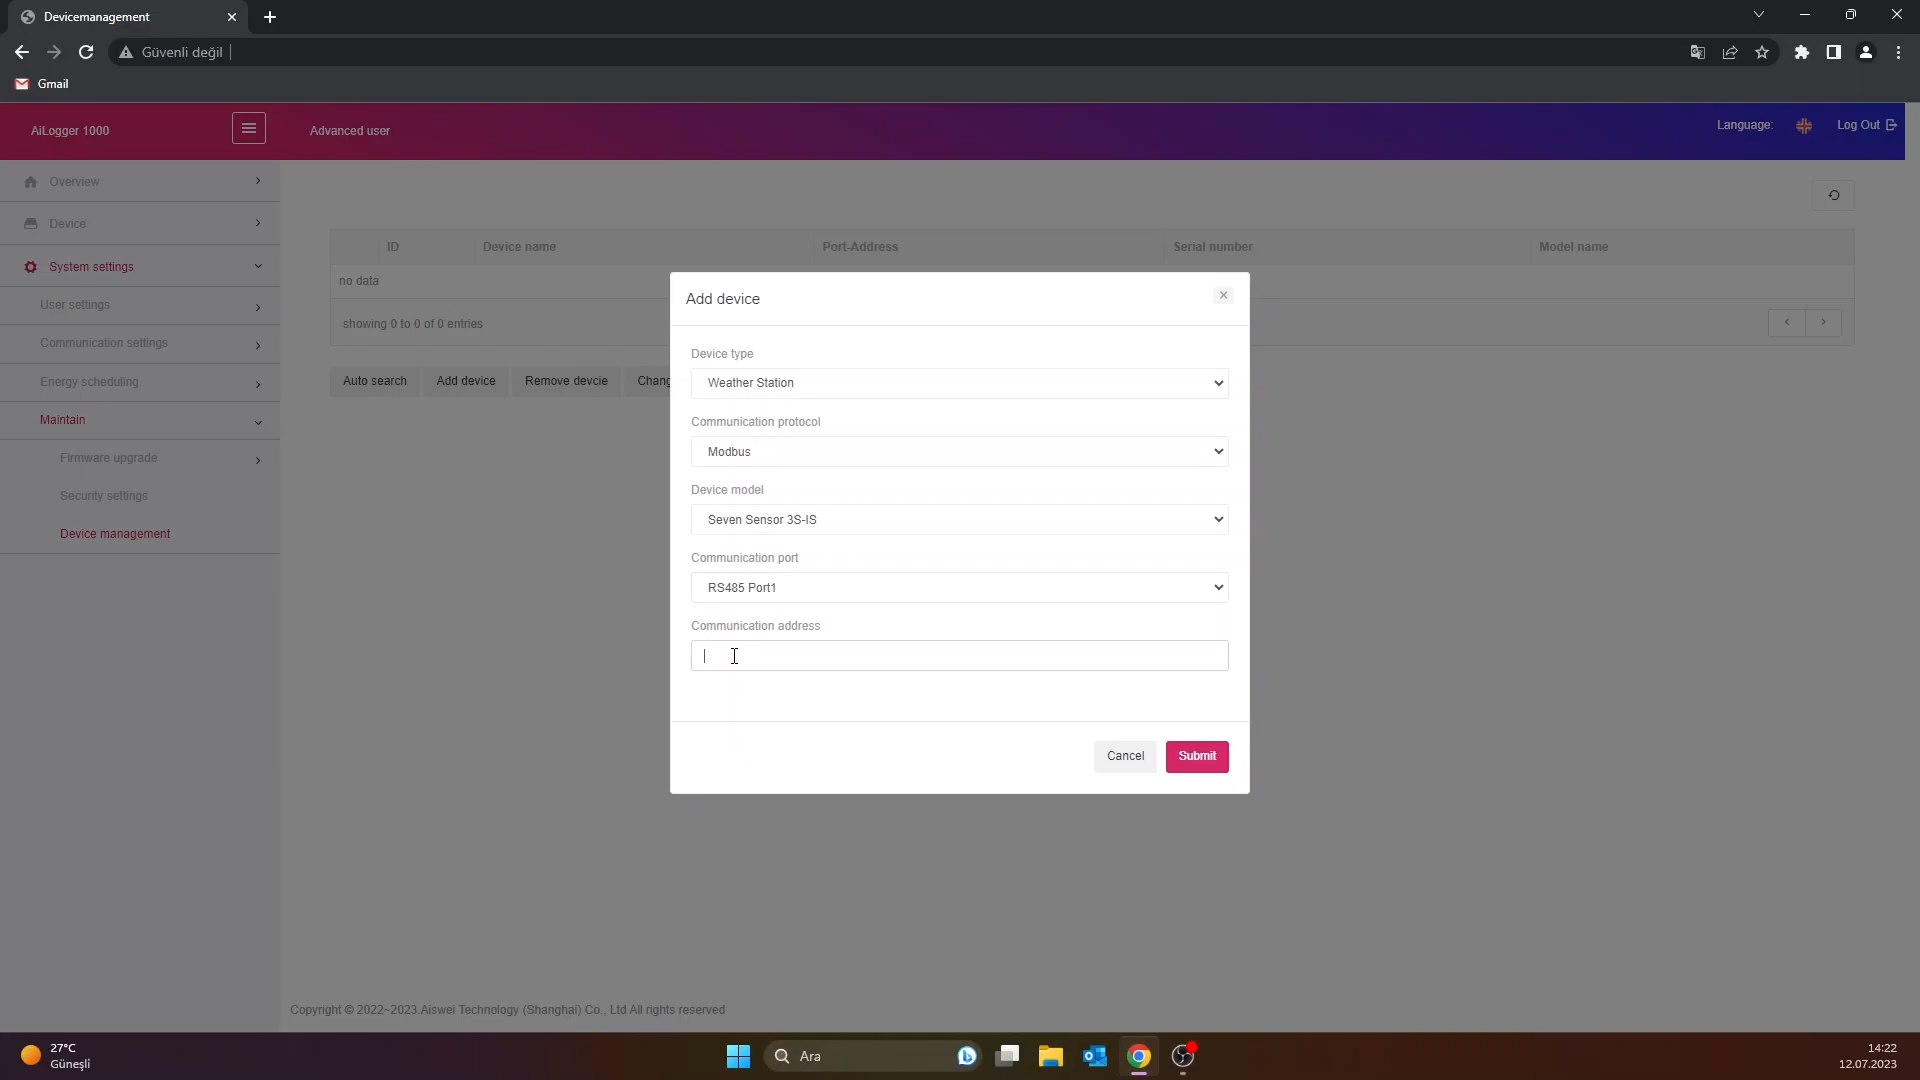 Devicemanagement
Güvenli değil
Gmail
AiLogger 1000
Advanced user
Language:
Log Out
Overview
Device
System settings
User settings
Communication settings
Energy scheduling
Maintain
Firmware upgrade
Security settings
Device management
ID Device name Port-Address Serial number Model name
no data
showing 0 to 0 of 0 entries
Auto search Add device Remove devcie Chang
Add device
Device type
Weather Station
Communication protocol
Modbus
Device model
Seven Sensor 3S-IS
Communication port
RS485 Port1
Communication address
Cancel Submit
Copyright © 2022~2023.Aiswei Technology (Shanghai) Co., Ltd All rights reserved
27°C
Güneşli
Ara
14:22
12.07.2023